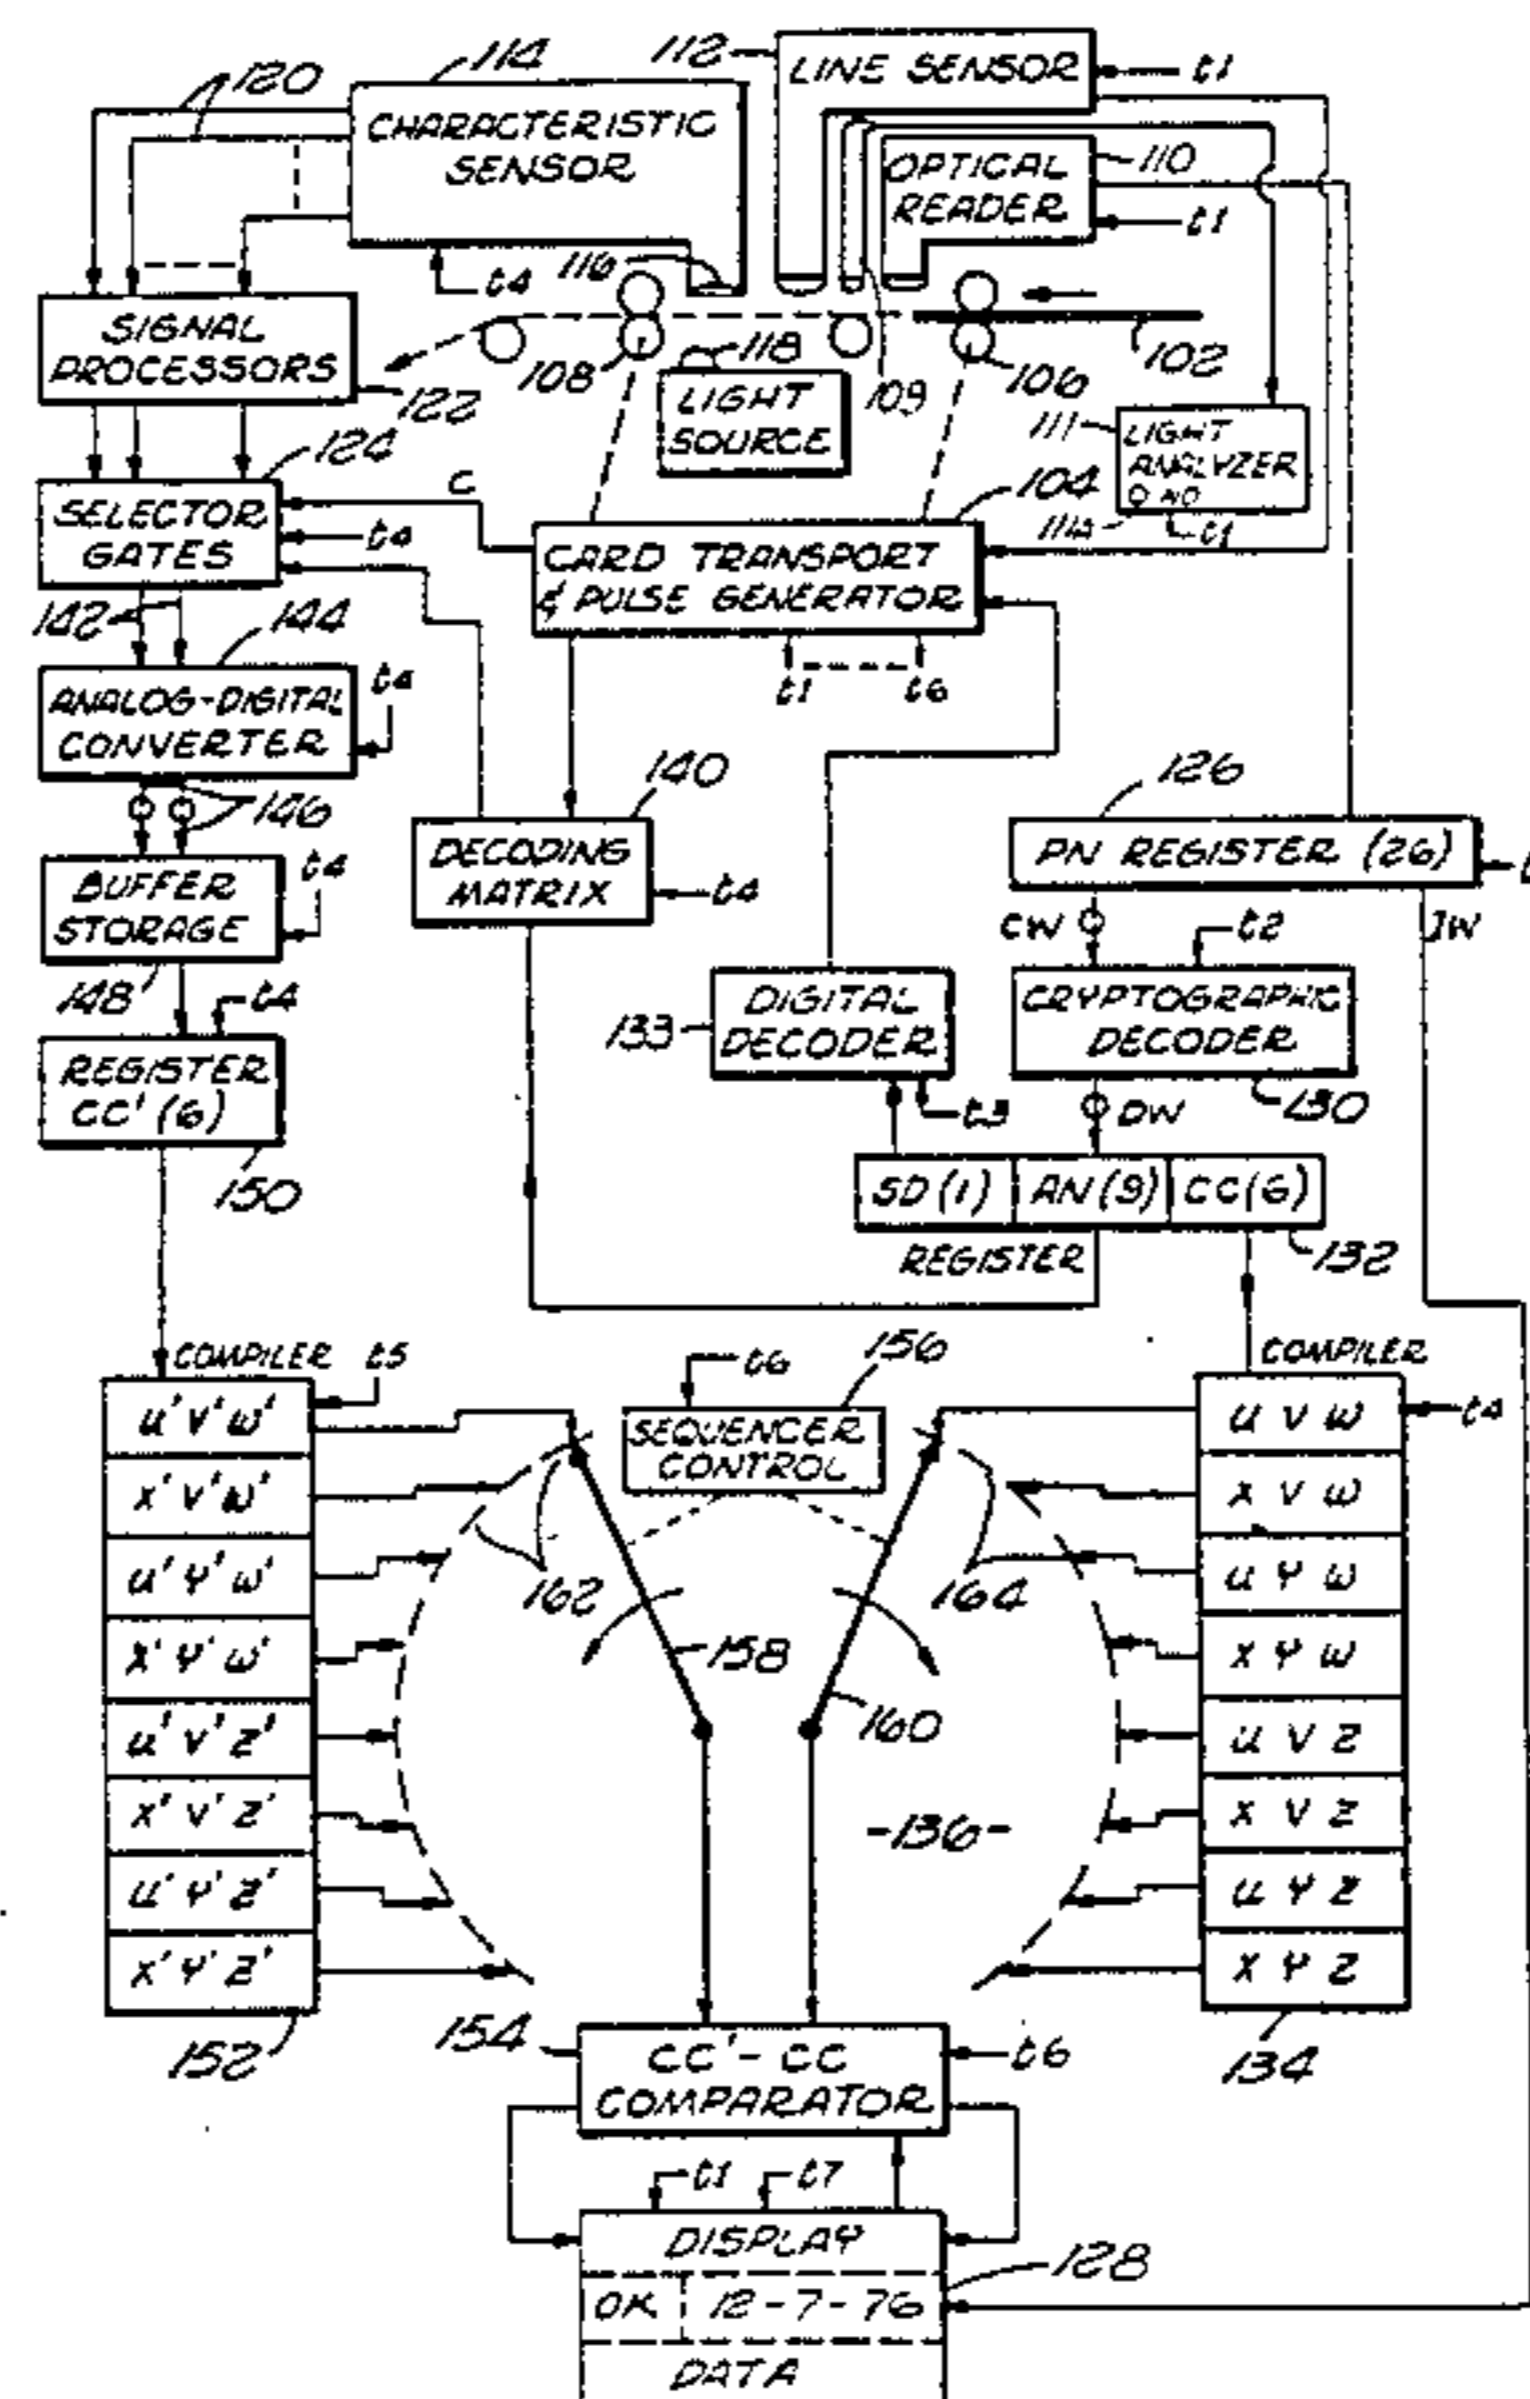 114
112
LINE SENSOR
t1
120
CHARACTERISTIC
SENSOR
OPTICAL
READER
110
t1
t4
116
SIGNAL
PROCESSORS
122
108
118
LIGHT
SOURCE
109
106
102
111
LIGHT
ANALYZER
NO
111a
t1
124
SELECTOR
GATES
C
t4
104
CARD TRANSPORT
& PULSE GENERATOR
t1
t6
142
144
ANALOG-DIGITAL
CONVERTER
t4
146
140
126
BUFFER
STORAGE
t4
DECODING
MATRIX
t4
PN REGISTER (26)
148
CW
t2
JW
t4
REGISTER
CC' (6)
150
133
DIGITAL
DECODER
t3
CRYPTOGRAPHIC
DECODER
130
DW
SD (1)
AN (9)
CC (6)
REGISTER
132
COMPILER
t5
t6
156
COMPILER
SEQUENCER
CONTROL
u' v' w'
u v w
t4
x' v' w'
x v w
u' y' w'
162
164
u y w
x' y' w'
158
x y w
u' v' z'
160
u v z
x' v' z'
-136-
x v z
u' y' z'
u y z
x' y' z'
x y z
152
154
CC'-CC
COMPARATOR
t6
134
t1
t7
DISPLAY
128
OK
12-7-76
DATA